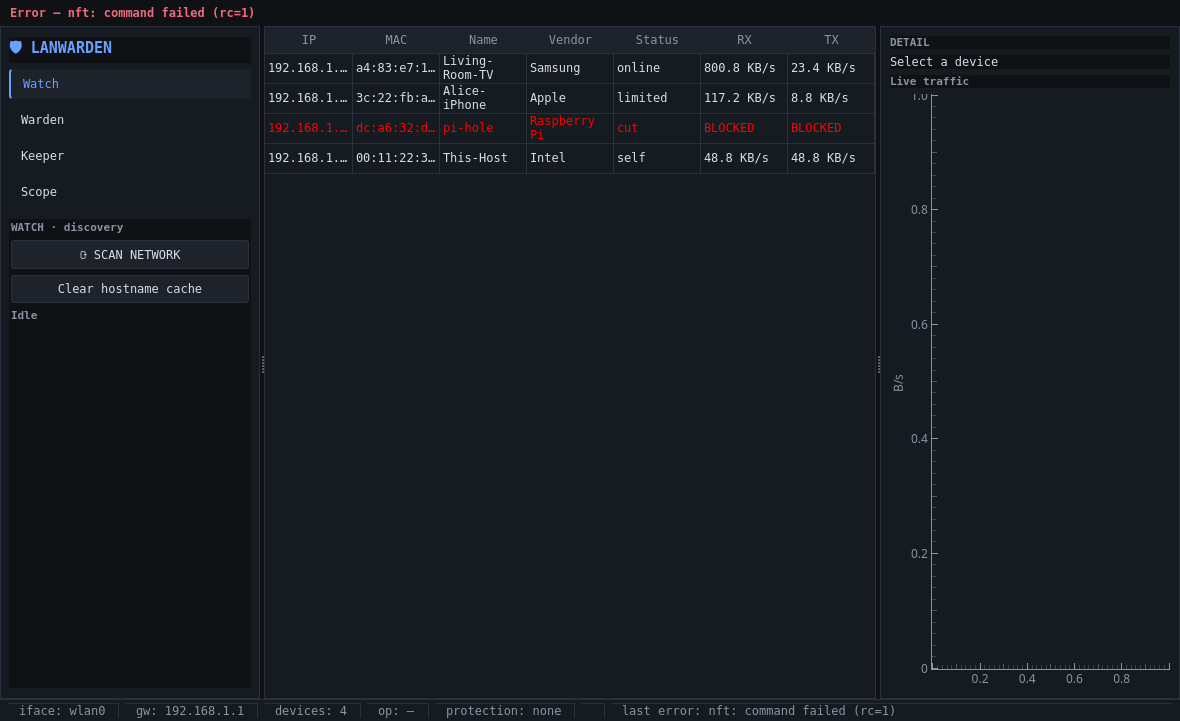 Error — nft: command failed (rc=1)
LANWARDEN
Watch
Warden
Keeper
Scope
WATCH · discovery
SCAN NETWORK
Clear hostname cache
Idle
IP MAC Name Vendor Status RX TX
192.168.1.… a4:83:e7:1… Living-Room-TV Samsung online 800.8 KB/s 23.4 KB/s
192.168.1.… 3c:22:fb:a… Alice-iPhone Apple limited 117.2 KB/s 8.8 KB/s
192.168.1.… dc:a6:32:d… pi-hole Raspberry Pi cut BLOCKED BLOCKED
192.168.1.… 00:11:22:3… This-Host Intel self 48.8 KB/s 48.8 KB/s
DETAIL
Select a device
Live traffic
1.0
0.8
0.6
B/s
0.4
0.2
0
0.2 0.4 0.6 0.8
iface: wlan0 gw: 192.168.1.1 devices: 4 op: — protection: none last error: nft: command failed (rc=1)